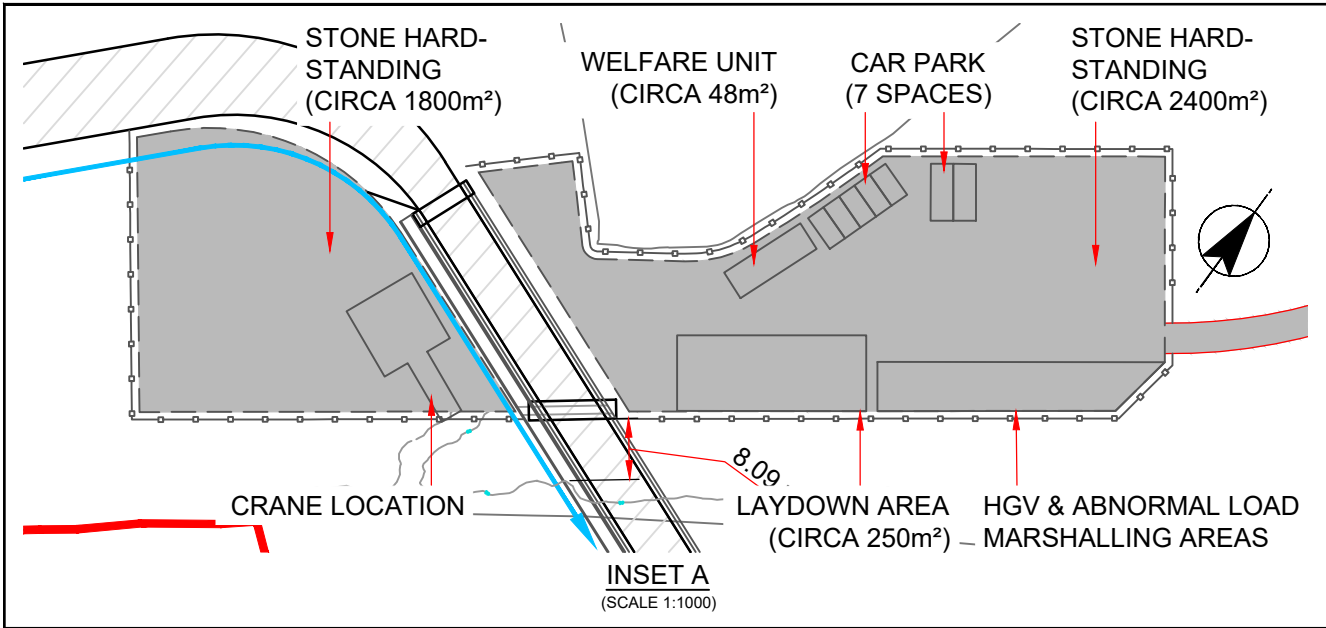 STONE HARD-
STANDING
(CIRCA 1800m²)
WELFARE UNIT
(CIRCA 48m²)
CAR PARK
(7 SPACES)
STONE HARD-
STANDING
(CIRCA 2400m²)
8.09
CRANE LOCATION
LAYDOWN AREA
(CIRCA 250m²)
HGV & ABNORMAL LOAD
MARSHALLING AREAS
INSET A
(SCALE 1:1000)